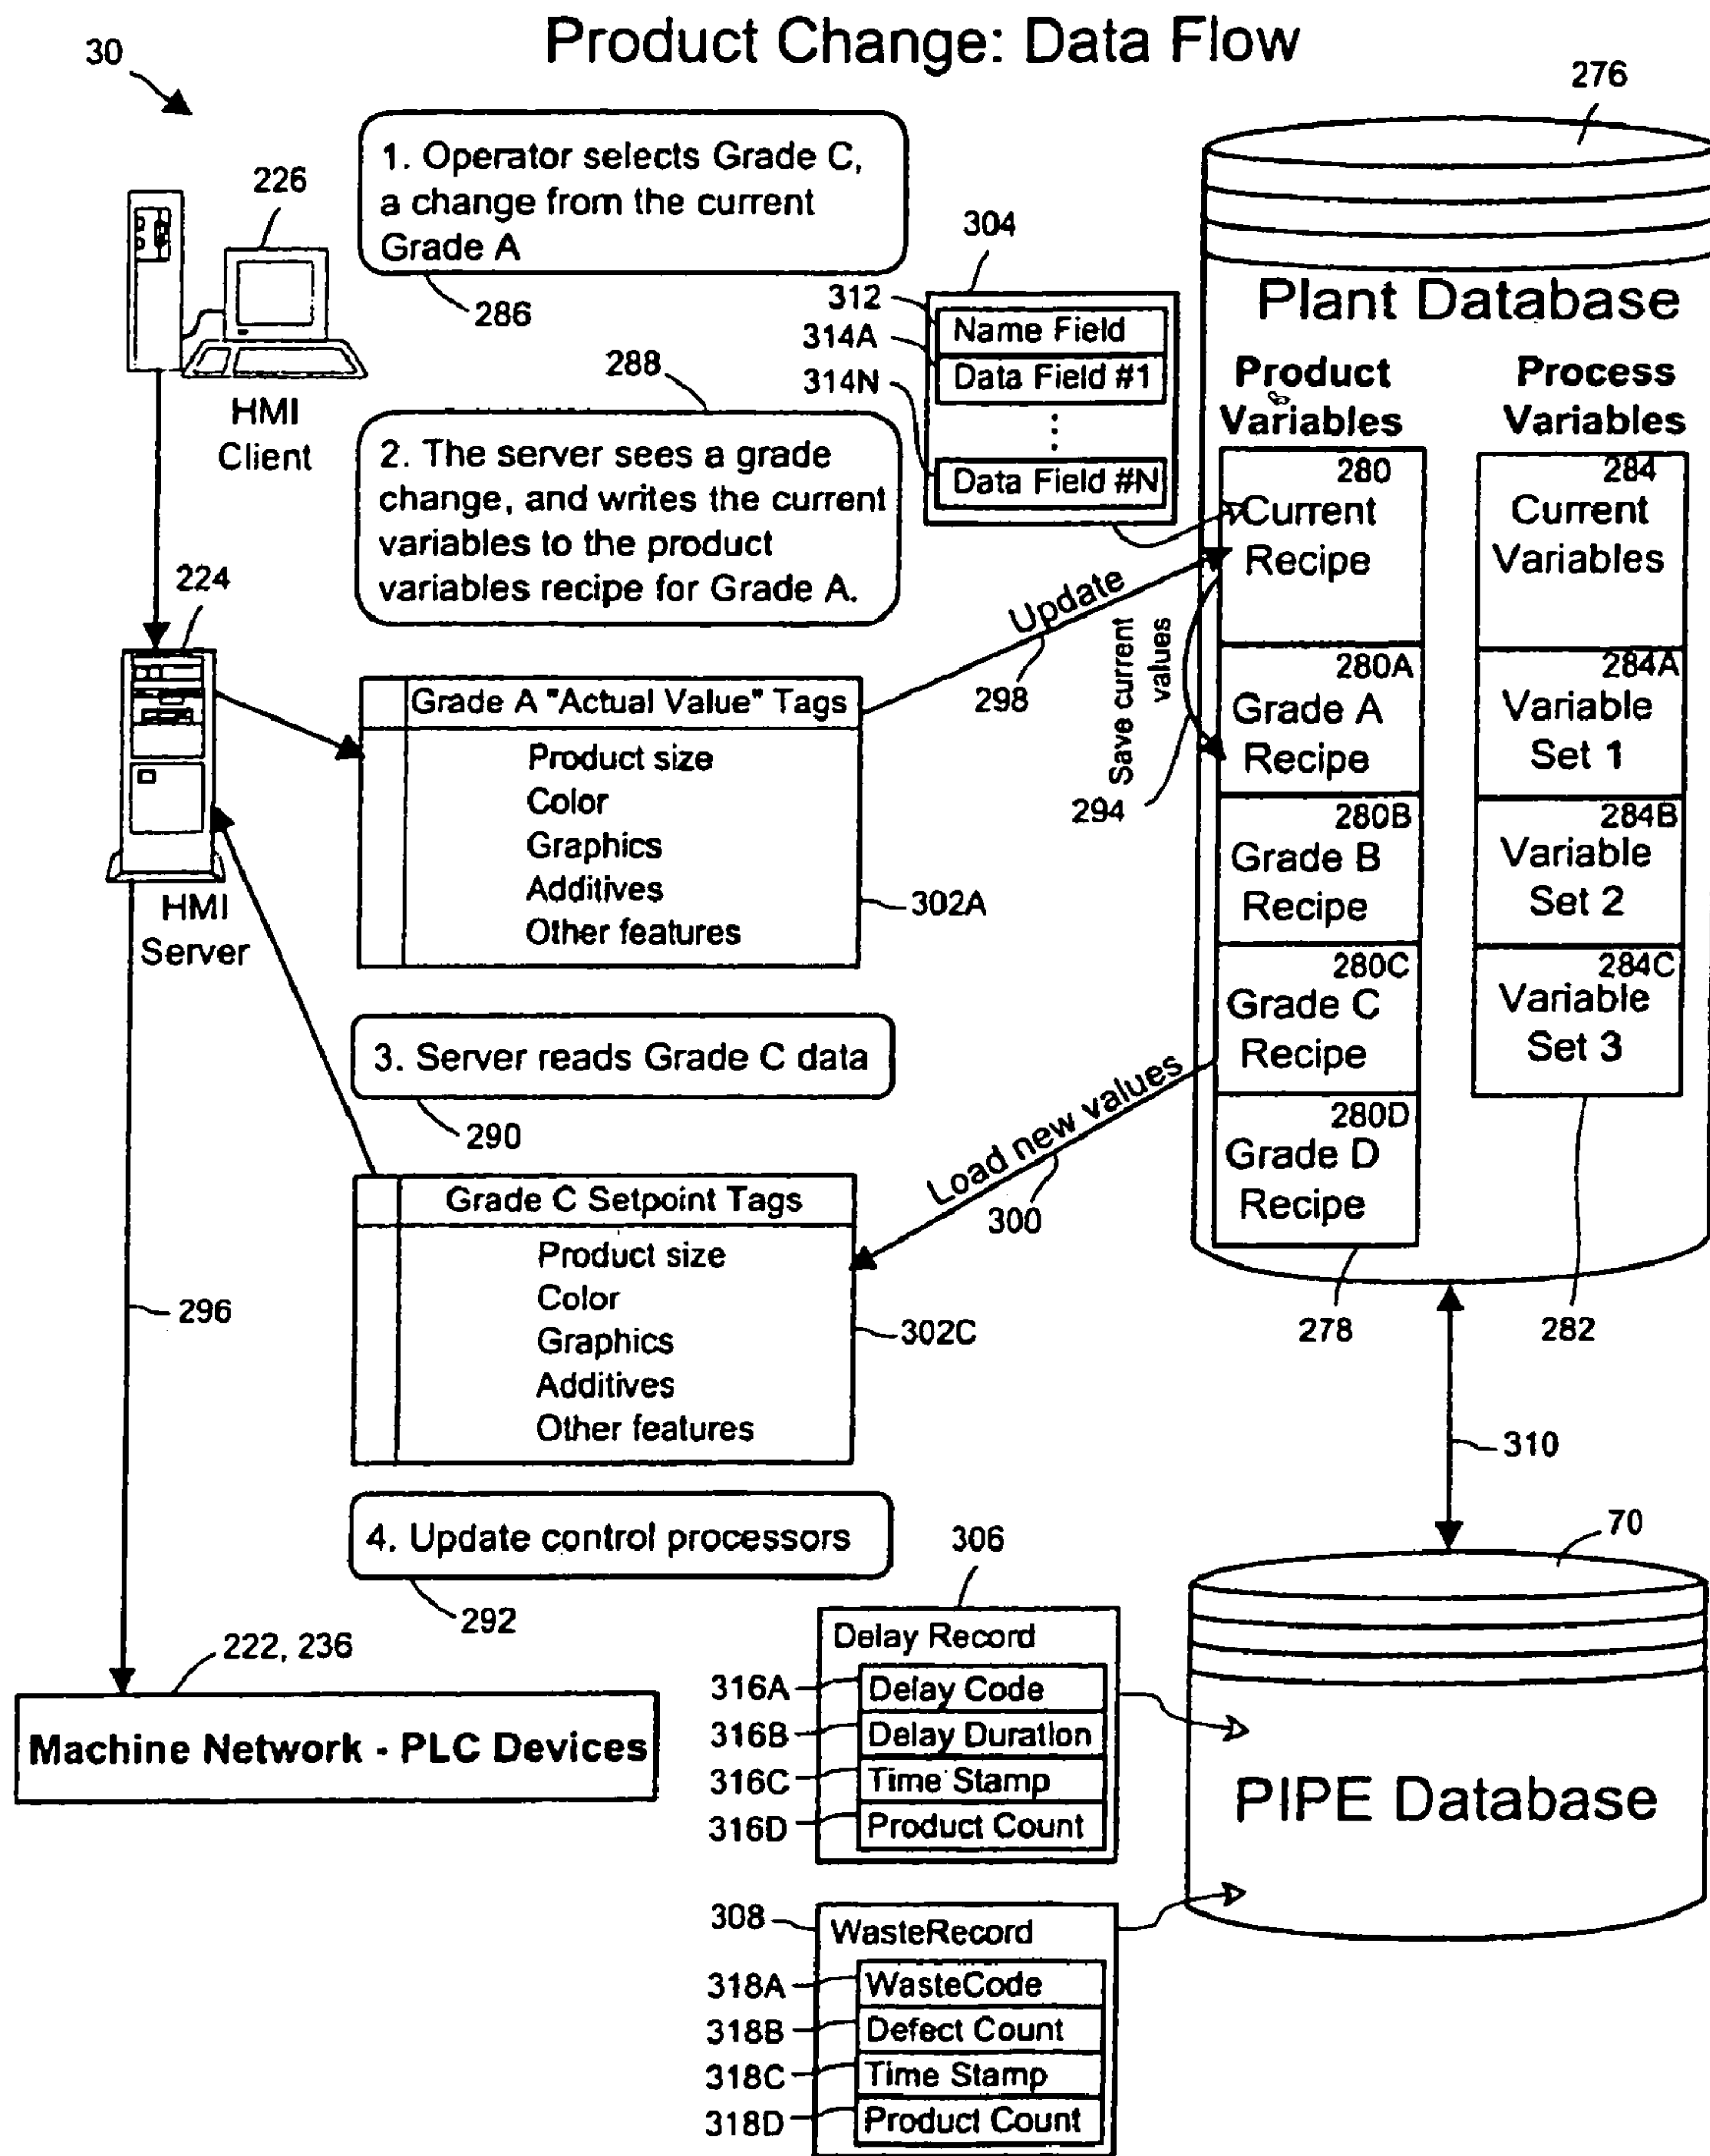 Product Change: Data Flow
30
276
1. Operator selects Grade C,
a change from the current
Grade A
286
226
HMI
Client
304
312
Name Field
314A
Data Field #1
314N
Data Field #N
Plant Database
Product
Variables
Process
Variables
288
2. The server sees a grade
change, and writes the current
variables to the product
variables recipe for Grade A.
280
Current
Recipe
284
Current
Variables
224
HMI
Server
Update
298
Save current
values
294
Grade A "Actual Value" Tags
Product size
Color
Graphics
Additives
Other features
302A
280A
Grade A
Recipe
284A
Variable
Set 1
280B
Grade B
Recipe
284B
Variable
Set 2
280C
Grade C
Recipe
284C
Variable
Set 3
280D
Grade D
Recipe
3. Server reads Grade C data
290
Load new values
300
Grade C Setpoint Tags
Product size
Color
Graphics
Additives
Other features
302C
296
278
282
310
4. Update control processors
292
222, 236
Machine Network - PLC Devices
70
PIPE Database
306
Delay Record
316A
Delay Code
316B
Delay Duration
316C
Time Stamp
316D
Product Count
308
WasteRecord
318A
WasteCode
318B
Defect Count
318C
Time Stamp
318D
Product Count